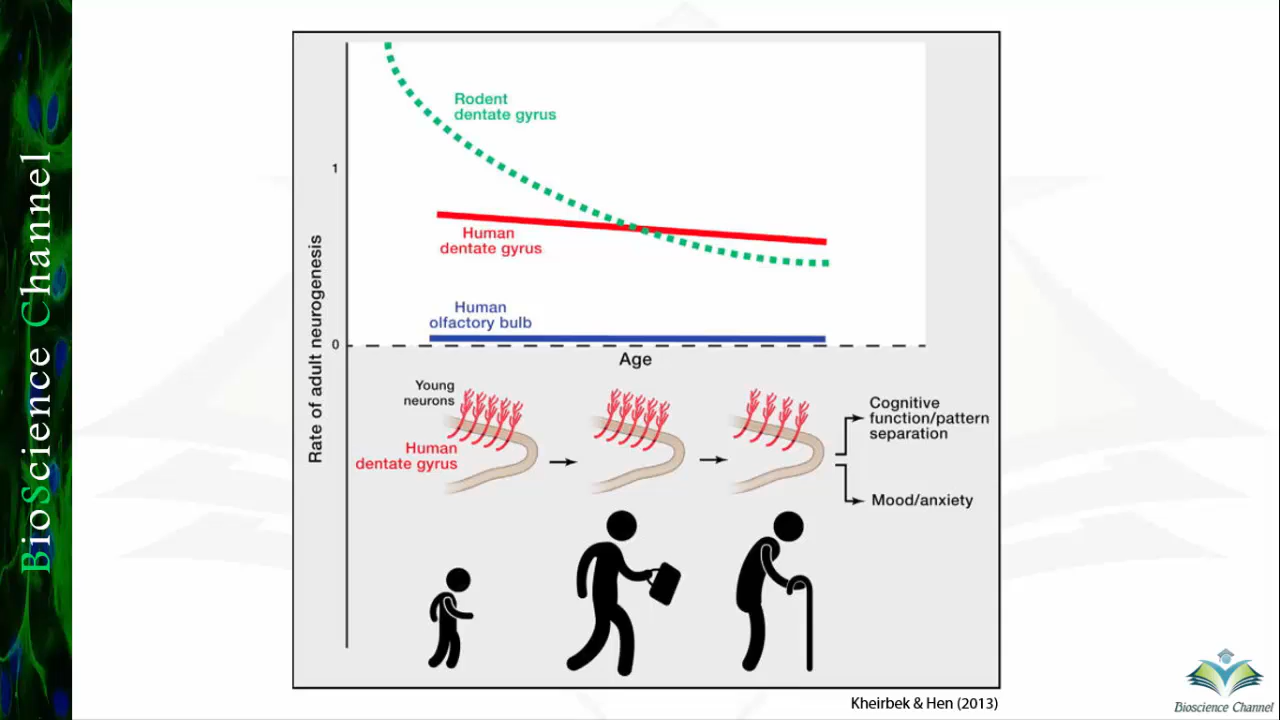 BioScience Channel
Rodent
dentate gyrus
1
Human
dentate gyrus
Human
olfactory bulb
0
Age
Rate of adult neurogenesis
Young
neurons
Human
dentate gyrus
Cognitive
function/pattern
separation
Mood/anxiety
Kheirbek & Hen (2013)
Bioscience Channel